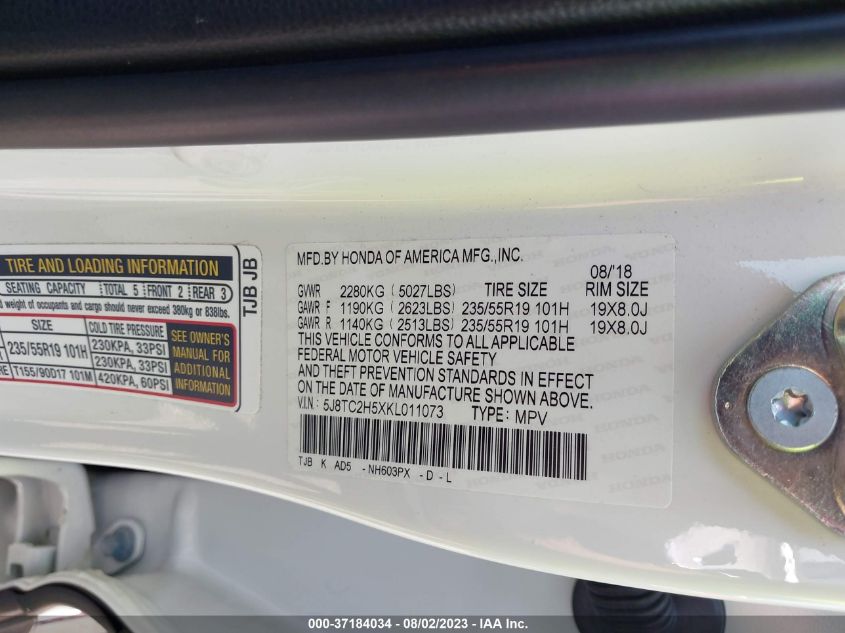 TIRE AND LOADING INFORMATION
SEATING CAPACITY TOTAL 5 FRONT 2 REAR 3
weight of occupants and cargo should never exceed 380kg or 838lbs.
SIZE COLD TIRE PRESSURE
235/55R19 101H 230KPA, 33PSI
230KPA, 33PSI
T155/90D17 101M 420KPA, 60PSI
SEE OWNER'S
MANUAL FOR
ADDITIONAL
INFORMATION
TJB JB
MFD.BY HONDA OF AMERICA MFG.,INC.
08/'18
GVWR 2280KG (5027LBS) TIRE SIZE RIM SIZE
GAWR F 1190KG (2623LBS) 235/55R19 101H 19X8.0J
GAWR R 1140KG (2513LBS) 235/55R19 101H 19X8.0J
THIS VEHICLE CONFORMS TO ALL APPLICABLE
FEDERAL MOTOR VEHICLE SAFETY
AND THEFT PREVENTION STANDARDS IN EFFECT
ON THE DATE OF MANUFACTURE SHOWN ABOVE.
V.I.N.: 5J8TC2H5XKL011073 TYPE: MPV
TJB K AD5 -NH603PX -D-L
000-37184034 - 08/02/2023 - IAA Inc.